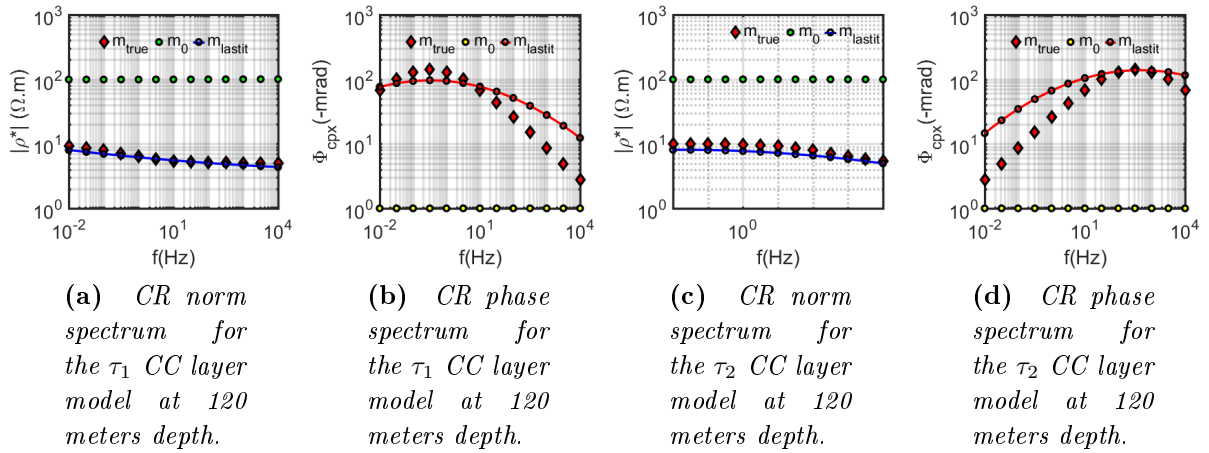 10³
10²
10¹
10⁰
|ρ*| (Ω.m)
m_true m_0 m_lastit
10⁻² 10¹ 10⁴
f(Hz)
10³
10²
10¹
10⁰
Φ_cpx(-mrad)
m_true m_0 m_lastit
10⁻² 10¹ 10⁴
f(Hz)
10³
10²
10¹
10⁰
|ρ*| (Ω.m)
m_true m_0 m_lastit
10⁰
f(Hz)
10³
10²
10¹
10⁰
Φ_cpx(-mrad)
m_true m_0 m_lastit
10⁻² 10¹ 10⁴
f(Hz)
(a) CR norm
spectrum for
the τ₁ CC layer
model at 120
meters depth.
(b) CR phase
spectrum for
the τ₁ CC layer
model at 120
meters depth.
(c) CR norm
spectrum for
the τ₂ CC layer
model at 120
meters depth.
(d) CR phase
spectrum for
the τ₂ CC layer
model at 120
meters depth.